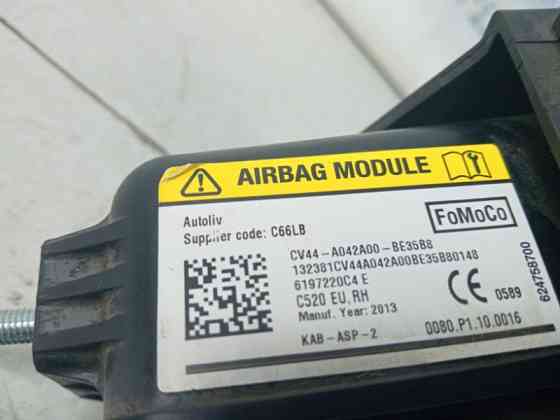 AIRBAG MODULE
Autoliv
Supplier code: C66LB
FoMoCo
CV44-A042A00-BE35B8
132381CV44A042A00BE35B80148
6197220C4 E
C520 EU,RH
Manuf. Year: 2013
CE 0589
KAB-ASP-2
0080.P1.10.0016
624758700